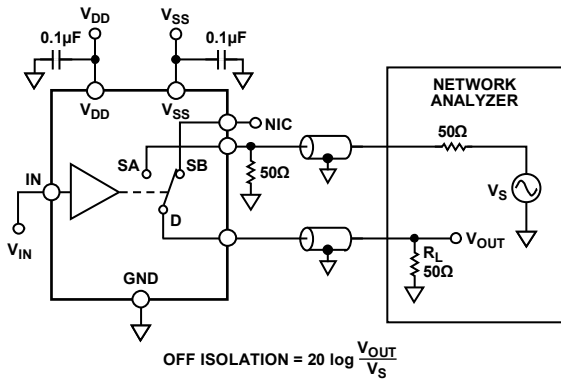 VDD
VSS
0.1µF
0.1µF
VDD
VSS
NIC
NETWORK
ANALYZER
50Ω
SA
SB
50Ω
IN
VS
D
VOUT
VIN
RL
50Ω
GND
OFF ISOLATION = 20 log VOUT
VS